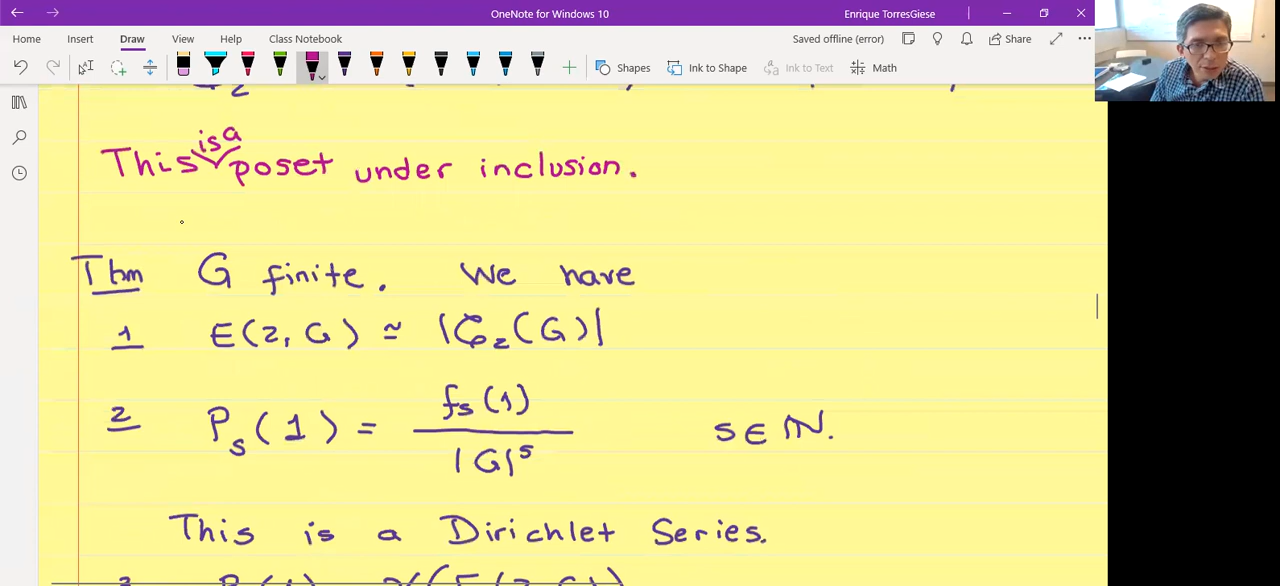 OneNote for Windows 10
Enrique TorresGiese
Home Insert Draw View Help Class Notebook
Saved offline (error)
Share
Shapes
Ink to Shape
Ink to Text
Math
This is a poset under inclusion.
Thm G finite. We have
1 E(2, G) ≃ |𝒞₂(G)|
2 Pₛ(1) = fₛ(1) / |G|ˢ s ∈ ℕ.
This is a Dirichlet Series.